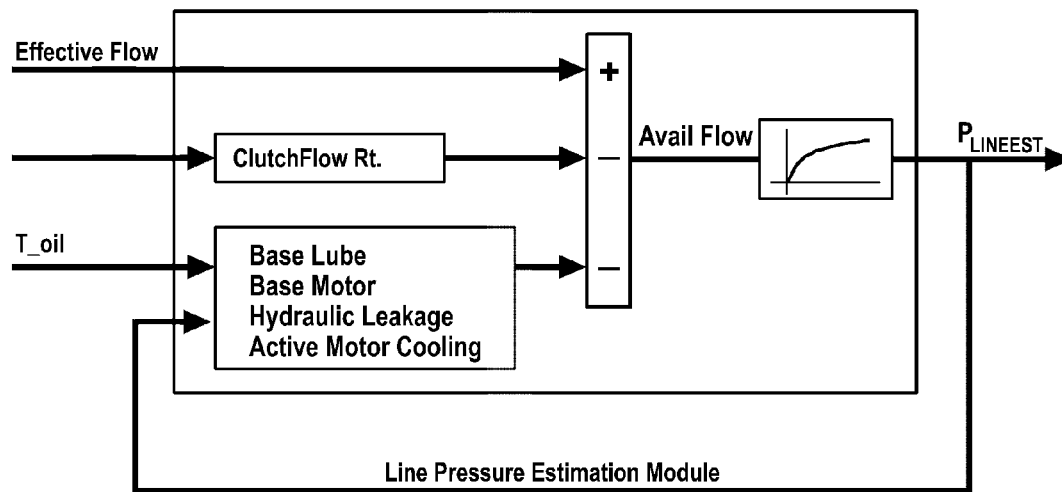 Effective Flow
+
ClutchFlow Rt.
−
Avail Flow
P_LINEEST
T_oil
Base Lube
Base Motor
Hydraulic Leakage
Active Motor Cooling
−
Line Pressure Estimation Module